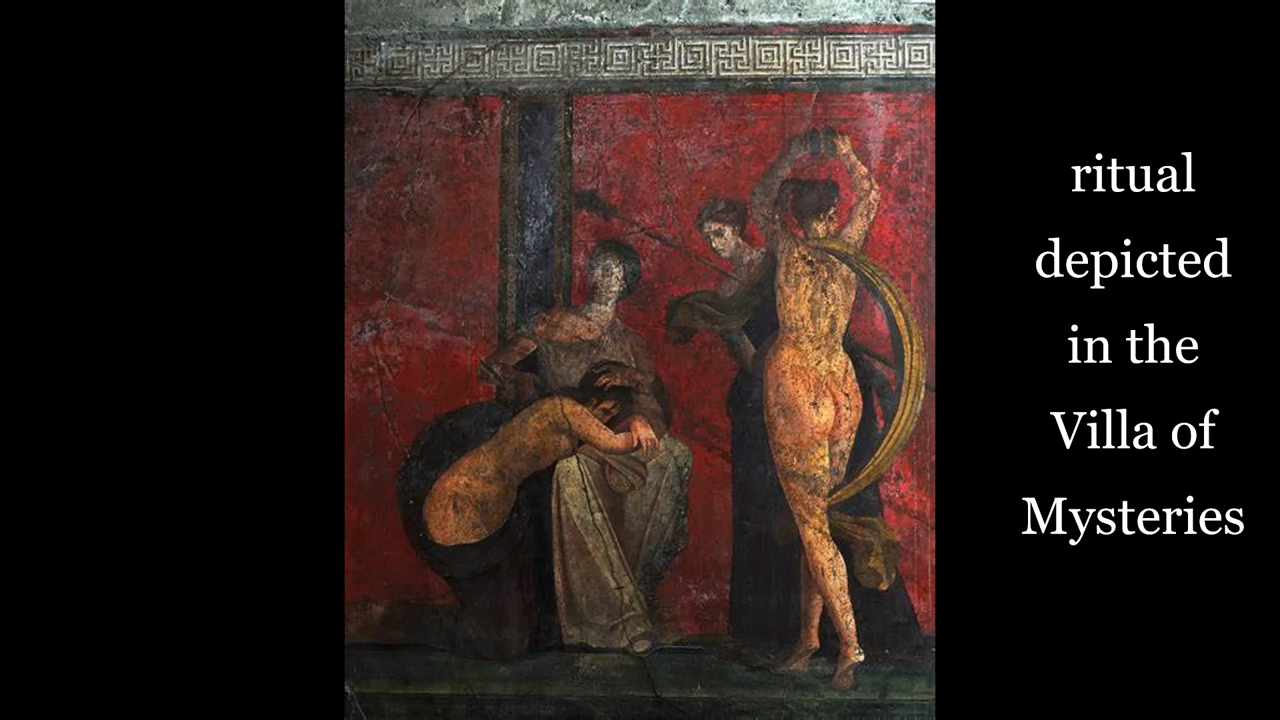 ritual
depicted
in the
Villa of
Mysteries